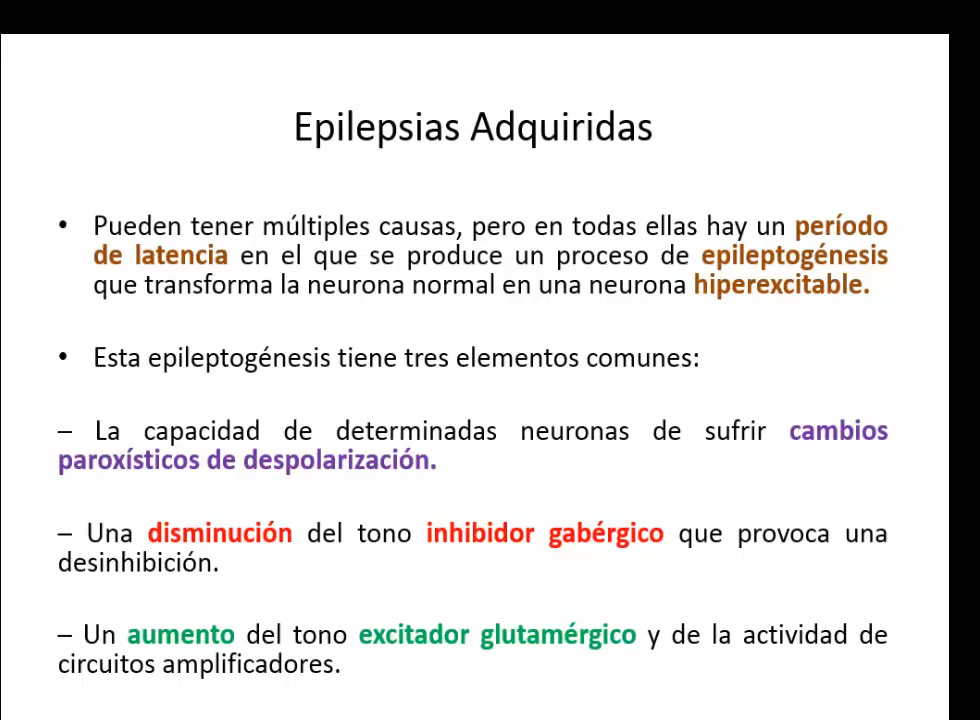 Epilepsias Adquiridas
• Pueden tener múltiples causas, pero en todas ellas hay un período
de latencia en el que se produce un proceso de epileptogénesis
que transforma la neurona normal en una neurona hiperexcitable.
• Esta epileptogénesis tiene tres elementos comunes:
– La capacidad de determinadas neuronas de sufrir cambios
paroxísticos de despolarización.
– Una disminución del tono inhibidor gabérgico que provoca una
desinhibición.
– Un aumento del tono excitador glutamérgico y de la actividad de
circuitos amplificadores.